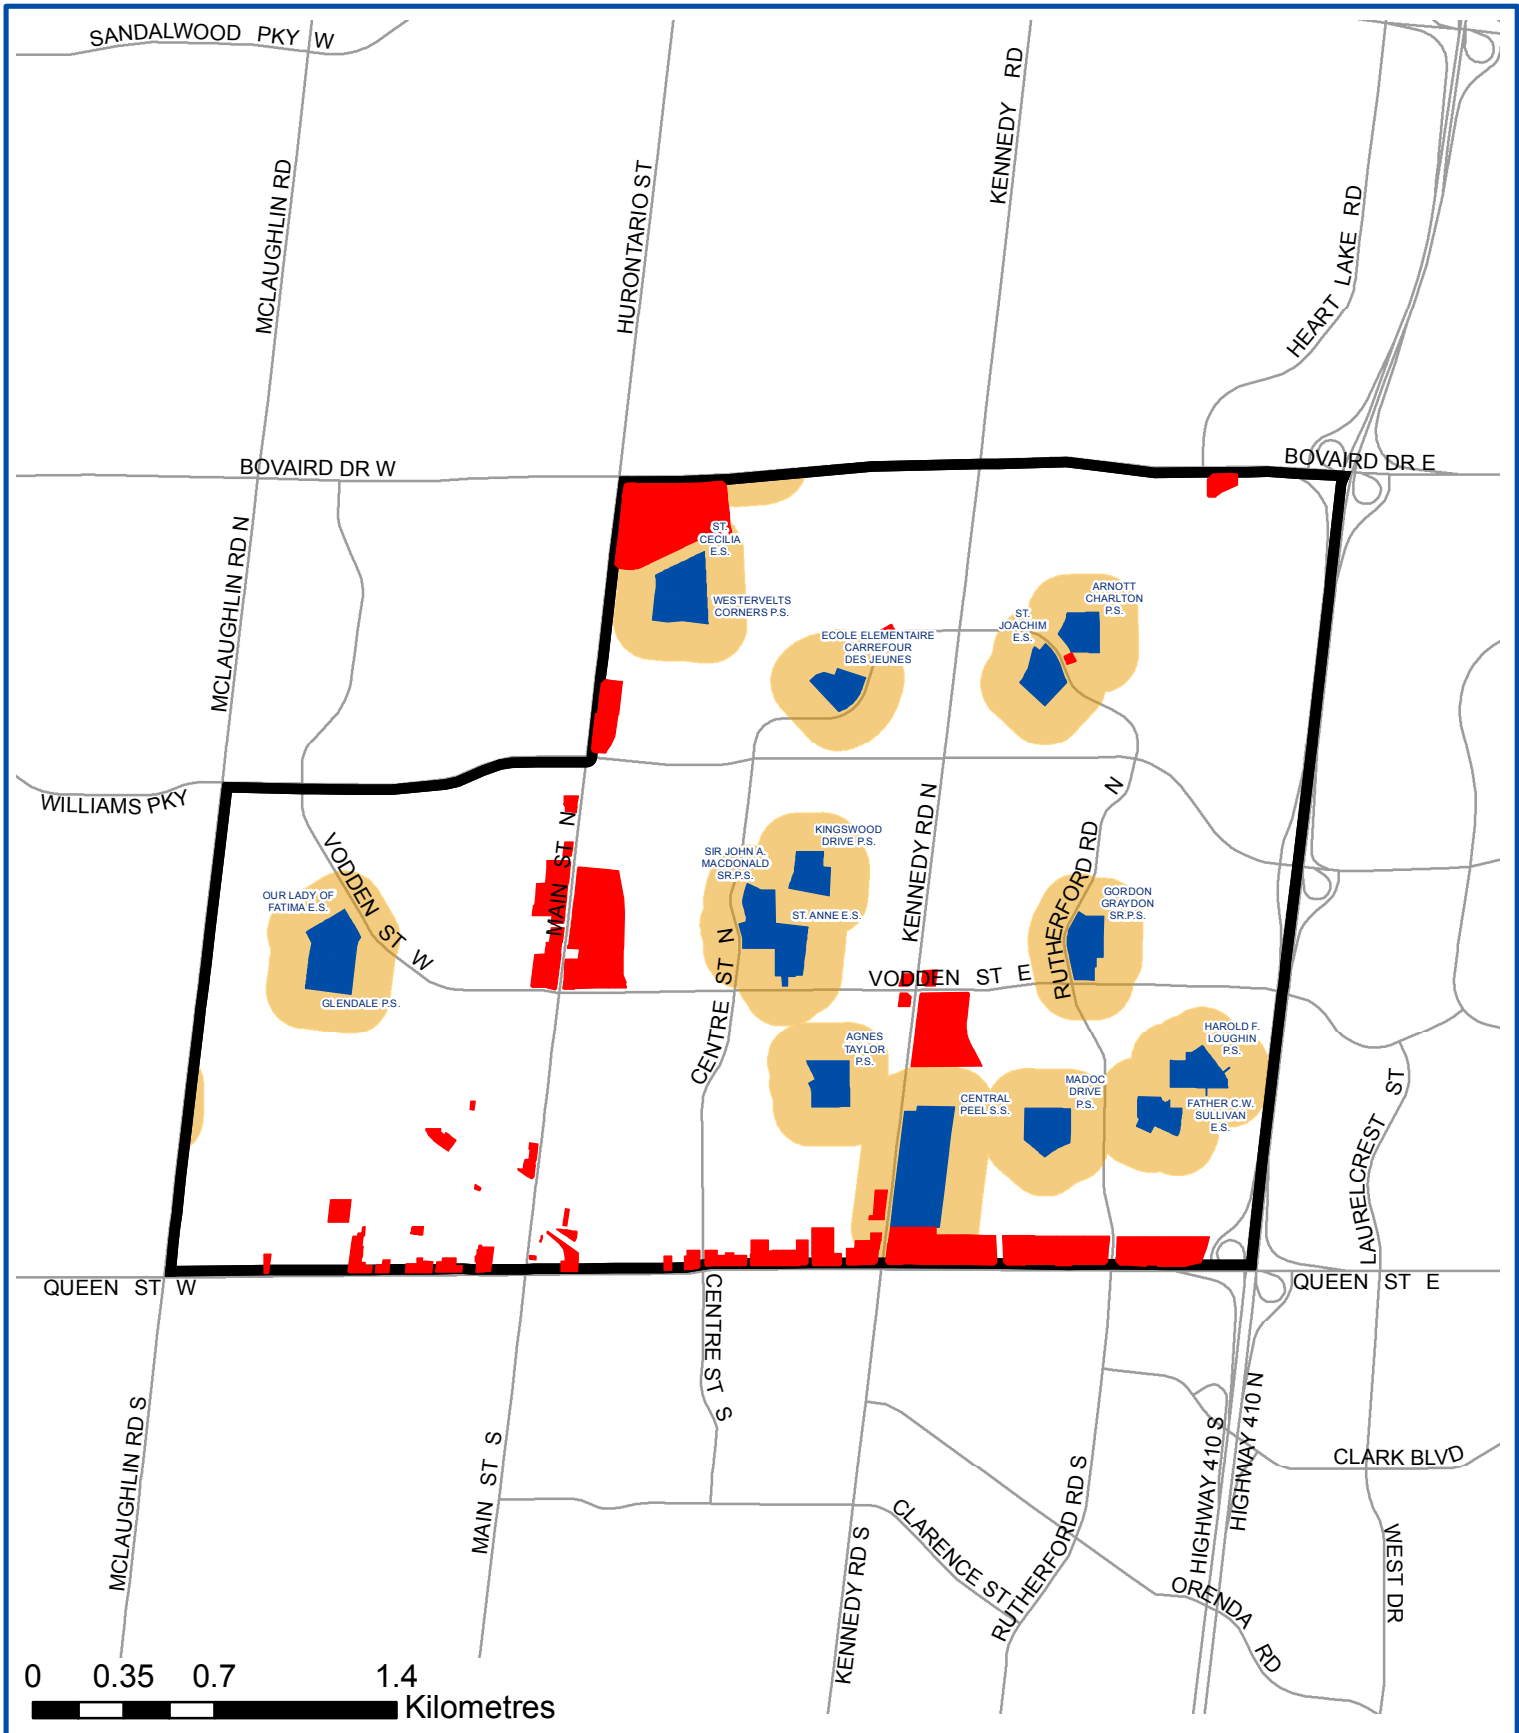 SANDALWOOD PKY W
MCLAUGHLIN RD
HURONTARIO ST
KENNEDY RD
HEART LAKE RD
BOVAIRD DR W
BOVAIRD DR E
MCLAUGHLIN RD N
ST.
CECILIA
E.S.
WESTERVELTS
CORNERS P.S.
ECOLE ELEMENTAIRE
CARREFOUR
DES JEUNES
ST.
JOACHIM
E.S.
ARNOTT
CHARLTON
P.S.
WILLIAMS PKY
MAIN ST N
VODDEN ST W
OUR LADY OF
FATIMA E.S.
GLENDALE P.S.
SIR JOHN A.
MACDONALD
SR.P.S.
KINGSWOOD
DRIVE P.S.
ST. ANNE E.S.
CENTRE ST N
KENNEDY RD N
RUTHERFORD RD N
GORDON
GRAYDON
SR.P.S.
VODDEN ST E
AGNES
TAYLOR
P.S.
CENTRAL
PEEL S.S.
MADOC
DRIVE
P.S.
HAROLD F.
LOUGHIN
P.S.
FATHER C.W.
SULLIVAN
E.S.
LAURELCREST ST
QUEEN ST W
QUEEN ST E
MCLAUGHLIN RD S
MAIN ST S
CENTRE ST S
KENNEDY RD S
CLARENCE ST
RUTHERFORD RD S
HIGHWAY 410 S
HIGHWAY 410 N
CLARK BLVD
ORENDA RD
WEST DR
0 0.35 0.7 1.4
Kilometres